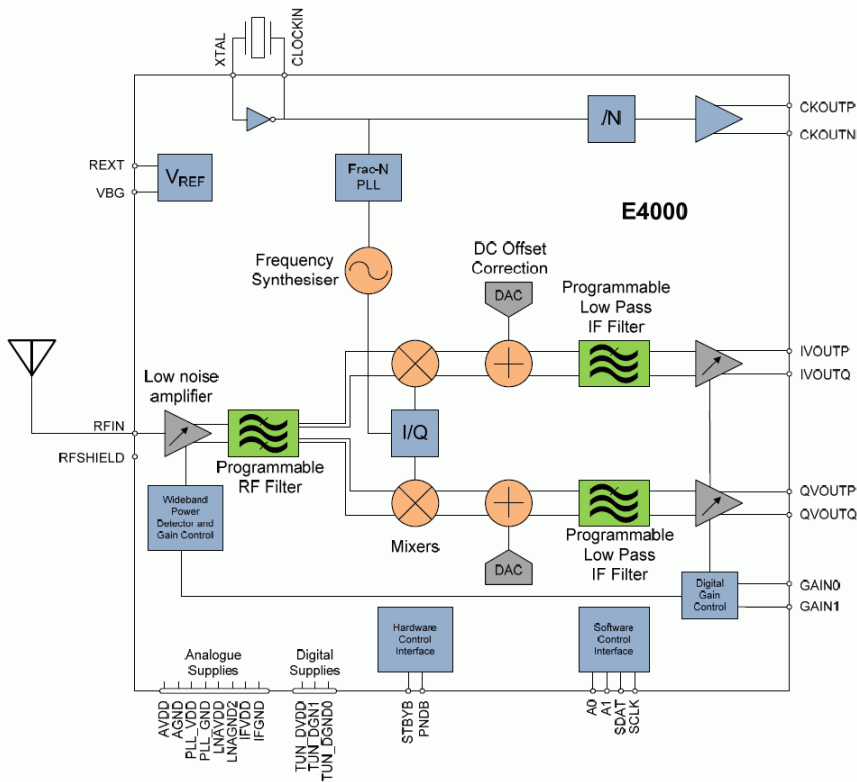 XTAL
CLOCKIN
/N
CKOUTP
CKOUTN
REXT
VBG
VREF
Frac-N
PLL
E4000
Frequency
Synthesiser
DC Offset
Correction
DAC
Programmable
Low Pass
IF Filter
IVOUTP
IVOUTQ
Low noise
amplifier
RFIN
RFSHIELD
I/Q
Programmable
RF Filter
Wideband
Power
Detector and
Gain Control
Mixers
DAC
Programmable
Low Pass
IF Filter
QVOUTP
QVOUTQ
Digital
Gain
Control
GAIN0
GAIN1
Hardware
Control
Interface
Software
Control
Interface
Analogue
Supplies
Digital
Supplies
AVDD
AGND
PLL_VDD
PLL_GND
LNAVDD
LNAGND2
IFVDD
IFGND
TUN_DVDD
TUN_DGN1
TUN_DGND0
STBYB
PNDB
A0
A1
SDAT
SCLK